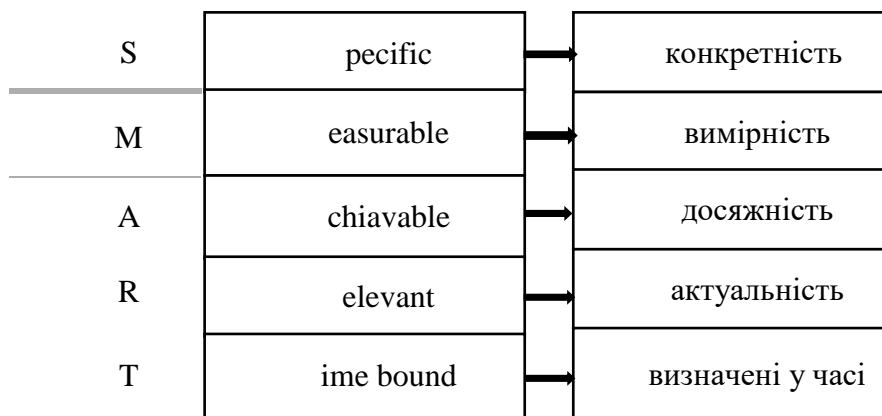 S pecific конкретність
M easurable вимірність
A chiavable досяжність
R elevant актуальність
T ime bound визначені у часі